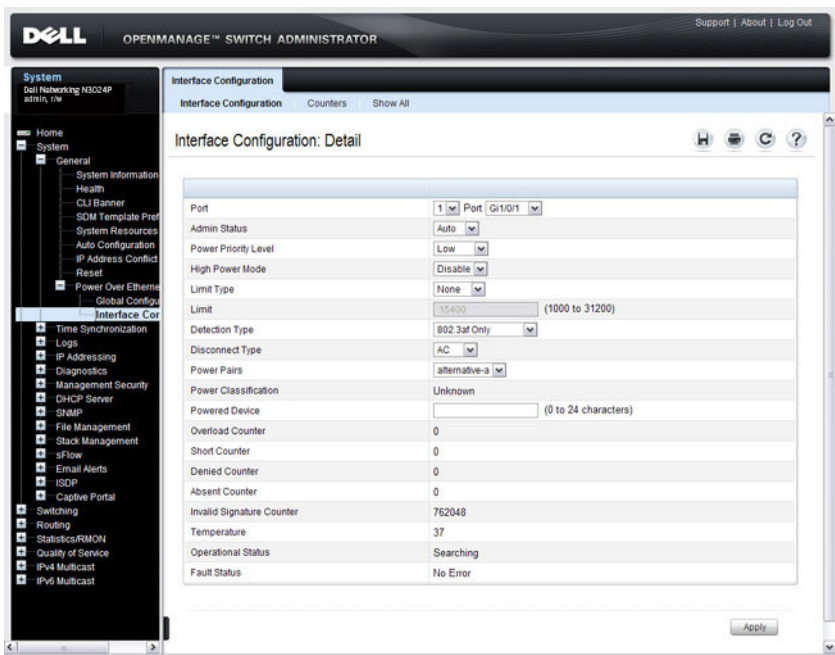 Support | About | Log Out
DELL OPENMANAGE™ SWITCH ADMINISTRATOR
System
Dell Networking N3024P
admin, r/w
Home
System
General
System Information
Health
CLI Banner
SDM Template Pref
System Resources
Auto Configuration
IP Address Conflict
Reset
Power Over Etherne
Global Configu
Interface Cor
Time Synchronization
Logs
IP Addressing
Diagnostics
Management Security
DHCP Server
SNMP
File Management
Stack Management
sFlow
Email Alerts
ISDP
Captive Portal
Switching
Routing
Statistics/RMON
Quality of Service
IPv4 Multicast
IPv6 Multicast
Interface Configuration
Interface Configuration Counters Show All
Interface Configuration: Detail
Port 1 Port Gi1/0/1
Admin Status Auto
Power Priority Level Low
High Power Mode Disable
Limit Type None
Limit 15400 (1000 to 31200)
Detection Type 802.3af Only
Disconnect Type AC
Power Pairs alternative-a
Power Classification Unknown
Powered Device (0 to 24 characters)
Overload Counter 0
Short Counter 0
Denied Counter 0
Absent Counter 0
Invalid Signature Counter 762048
Temperature 37
Operational Status Searching
Fault Status No Error
Apply